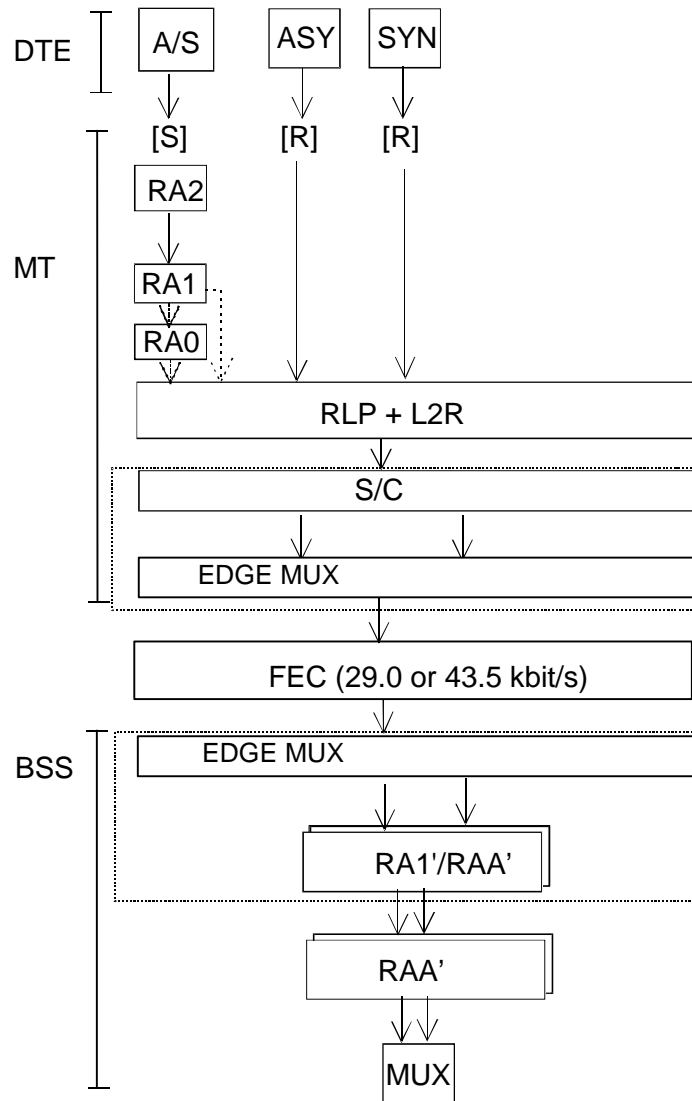 DTE
A/S
ASY
SYN
[S]
[R]
[R]
RA2
MT
RA1
RA0
RLP + L2R
S/C
EDGE MUX
FEC (29.0 or 43.5 kbit/s)
EDGE MUX
BSS
RA1'/RAA'
RAA’
MUX